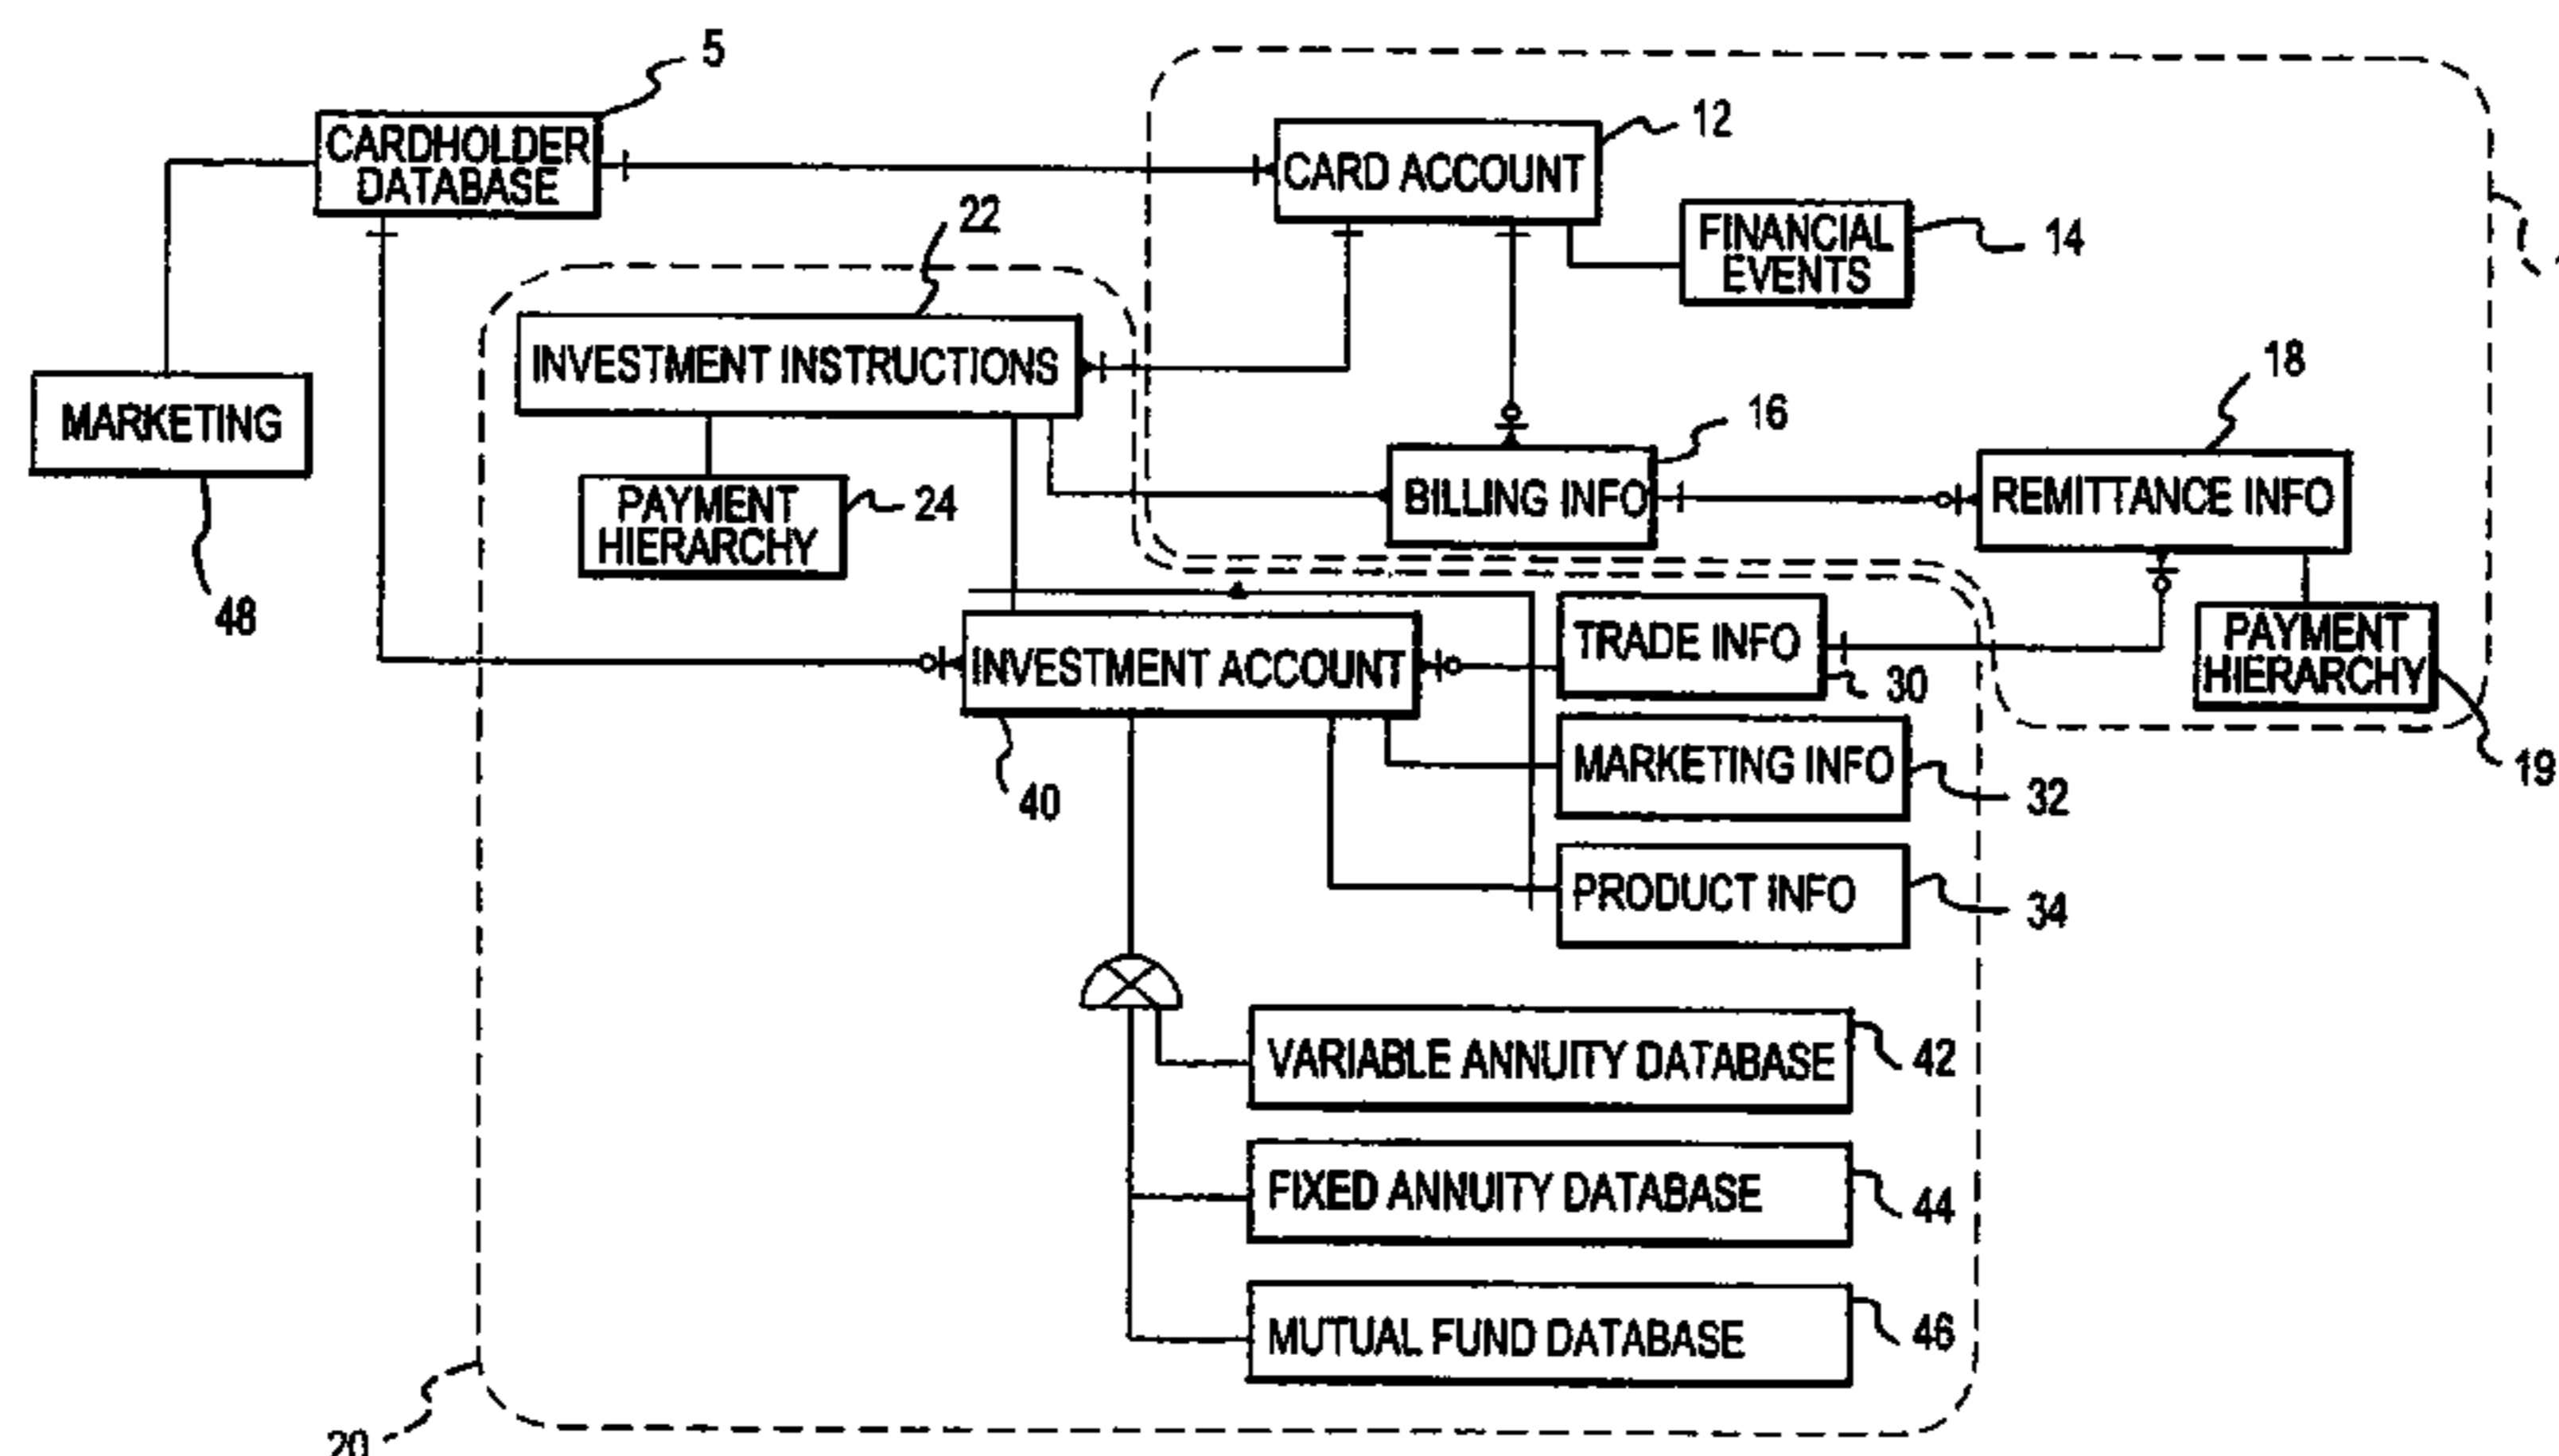 5
CARDHOLDER
DATABASE
12
CARD ACCOUNT
22
FINANCIAL
EVENTS
14
INVESTMENT INSTRUCTIONS
18
MARKETING
16
PAYMENT
HIERARCHY
24
BILLING INFO
REMITTANCE INFO
48
TRADE INFO
30
PAYMENT
HIERARCHY
19
INVESTMENT ACCOUNT
40
MARKETING INFO
32
PRODUCT INFO
34
VARIABLE ANNUITY DATABASE
42
FIXED ANNUITY DATABASE
44
MUTUAL FUND DATABASE
46
20